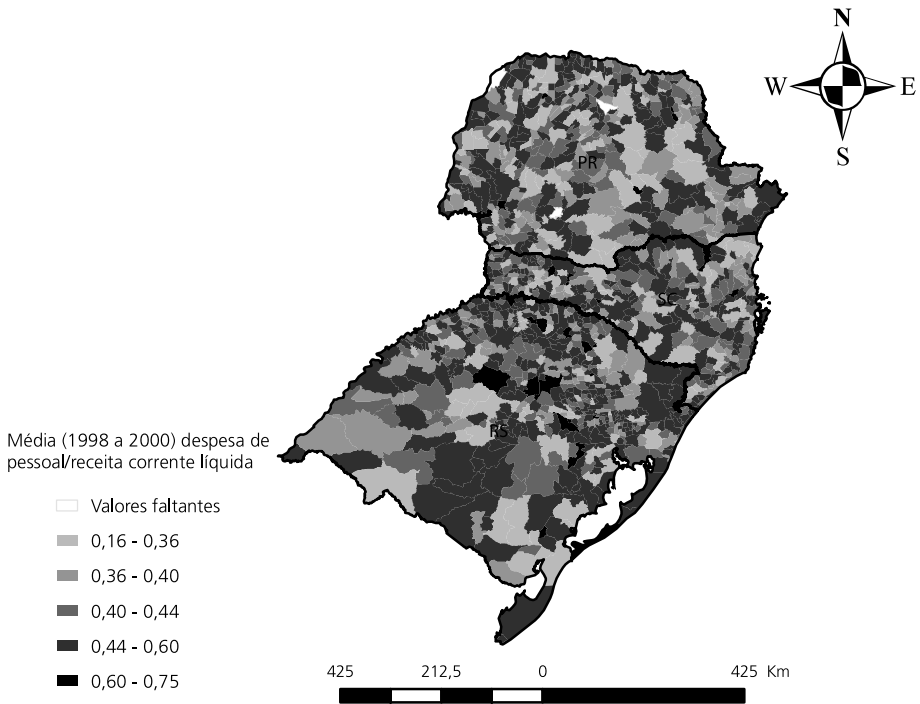 N
W
E
S
PR
SC
RS
Média (1998 a 2000) despesa de
pessoal/receita corrente líquida
Valores faltantes
0,16 - 0,36
0,36 - 0,40
0,40 - 0,44
0,44 - 0,60
0,60 - 0,75
425 212,5 0 425 Km